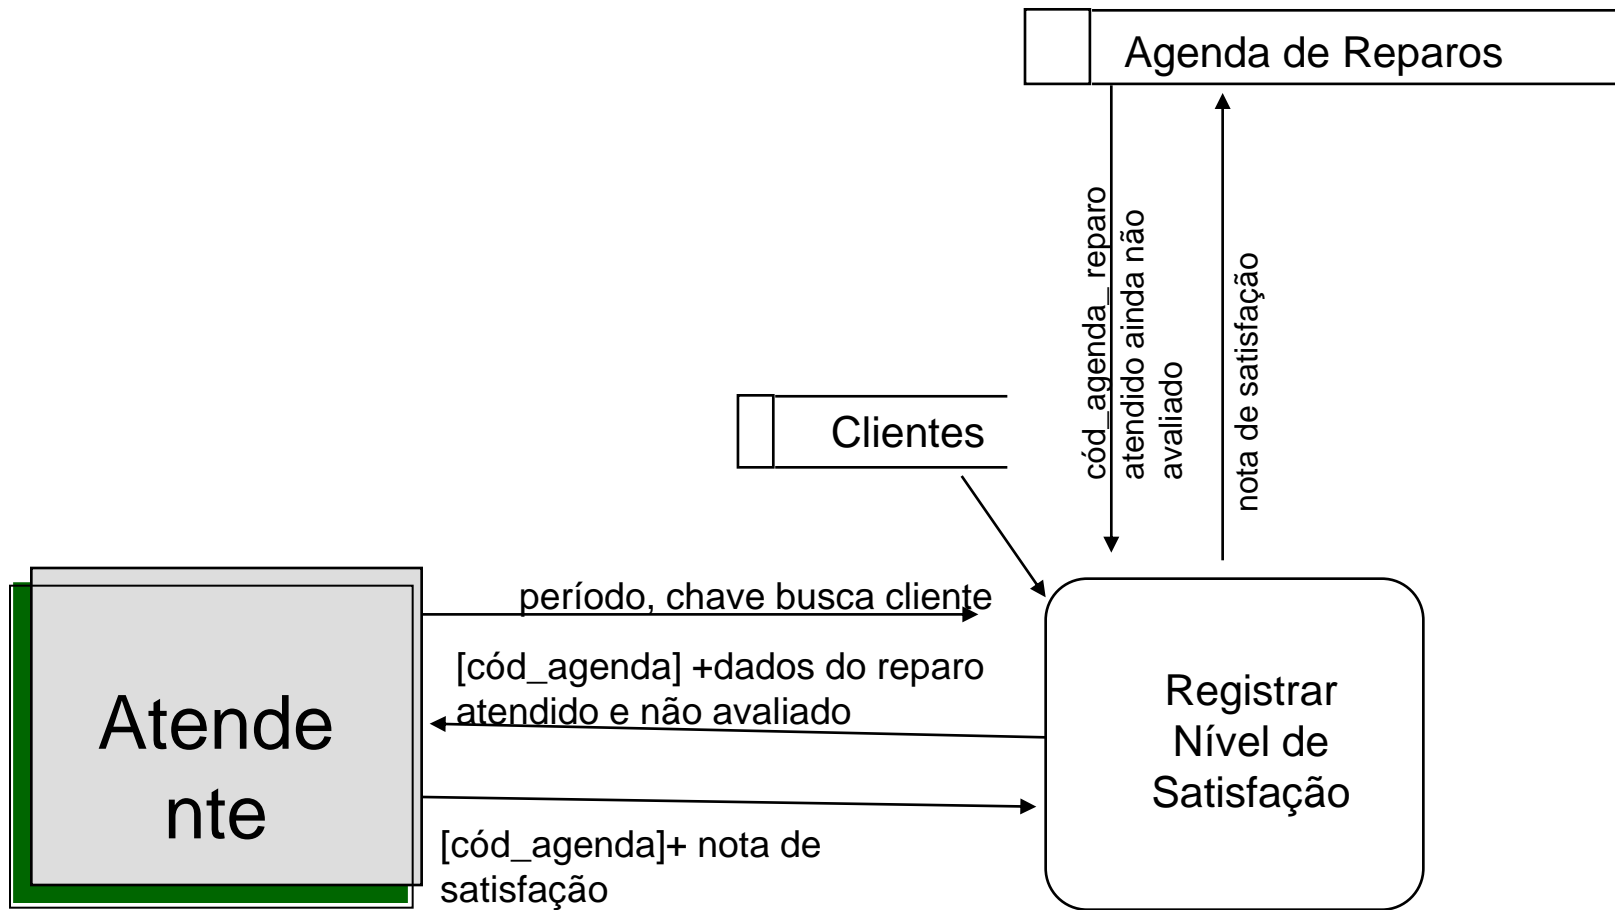 Agenda de Reparos
cód_agenda_ reparo
atendido ainda não
avaliado
nota de satisfação
Clientes
período, chave busca cliente
[cód_agenda] +dados do reparo
atendido e não avaliado
Atende
nte
Registrar
Nível de
Satisfação
[cód_agenda]+ nota de
satisfação